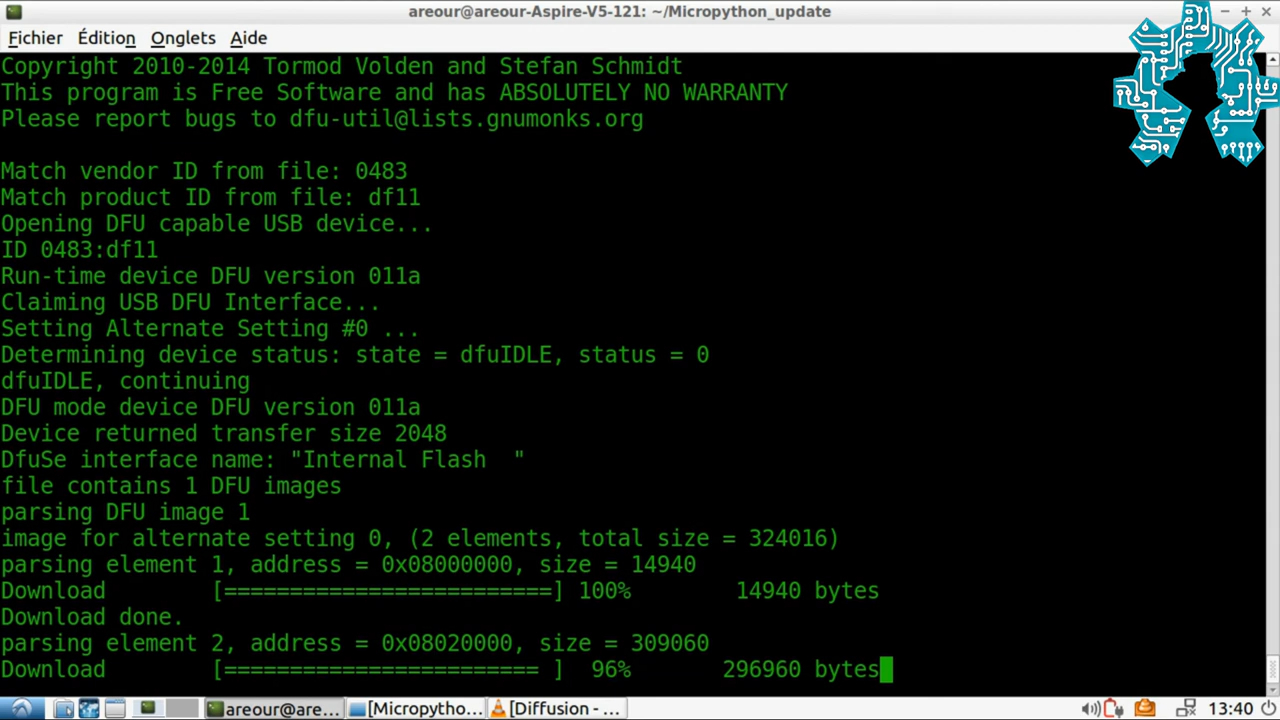 areour@areour-Aspire-V5-121: ~/Micropython_update
Fichier Édition Onglets Aide
Copyright 2010-2014 Tormod Volden and Stefan Schmidt
This program is Free Software and has ABSOLUTELY NO WARRANTY
Please report bugs to dfu-util@lists.gnumonks.org
Match vendor ID from file: 0483
Match product ID from file: df11
Opening DFU capable USB device...
ID 0483:df11
Run-time device DFU version 011a
Claiming USB DFU Interface...
Setting Alternate Setting #0 ...
Determining device status: state = dfuIDLE, status = 0
dfuIDLE, continuing
DFU mode device DFU version 011a
Device returned transfer size 2048
DfuSe interface name: "Internal Flash  "
file contains 1 DFU images
parsing DFU image 1
image for alternate setting 0, (2 elements, total size = 324016)
parsing element 1, address = 0x08000000, size = 14940
Download        [=========================] 100%        14940 bytes
Download done.
parsing element 2, address = 0x08020000, size = 309060
Download        [======================== ]  96%       296960 bytes
areour@are... [Micropytho... [Diffusion - ... 13:40